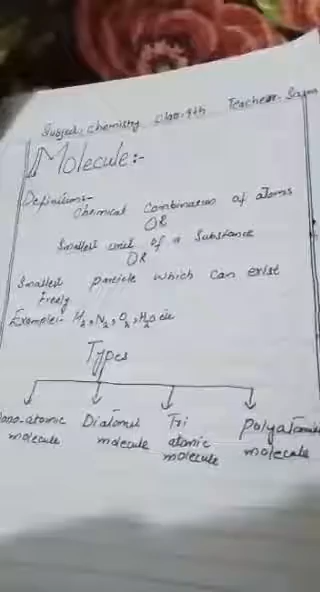 Subject: Chemistry Class: 9th Teacher: Saim
Molecule:-
Definition:-
Chemical Combination of atoms
OR
Smallest unit of a Substance
OR
Smallest particle which can exist
freely
Example:- H₂, N₂, O₂, H₂O etc
Types
Mono-atomic molecule
Diatomic molecule
Tri atomic molecule
Polyatomic molecule